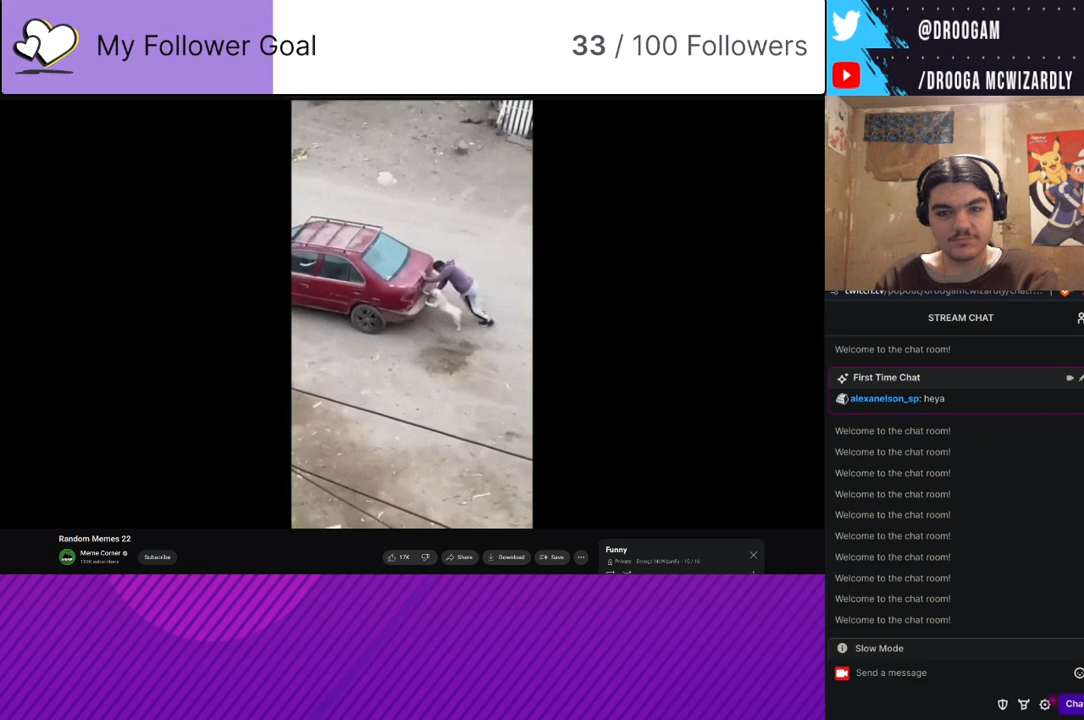 My Follower Goal
33 / 100 Followers
@DROOGAM
/DROOGA MCWIZARDLY
STREAM CHAT
Welcome to the chat room!
First Time Chat
alexanelson_sp: heya
Welcome to the chat room!
Welcome to the chat room!
Welcome to the chat room!
Welcome to the chat room!
Welcome to the chat room!
Welcome to the chat room!
Welcome to the chat room!
Welcome to the chat room!
Welcome to the chat room!
Welcome to the chat room!
Slow Mode
Send a message
Cha
Random Memes 22
Meme Corner
Subscribe
17K
Share
Download
Save
Funny
Private